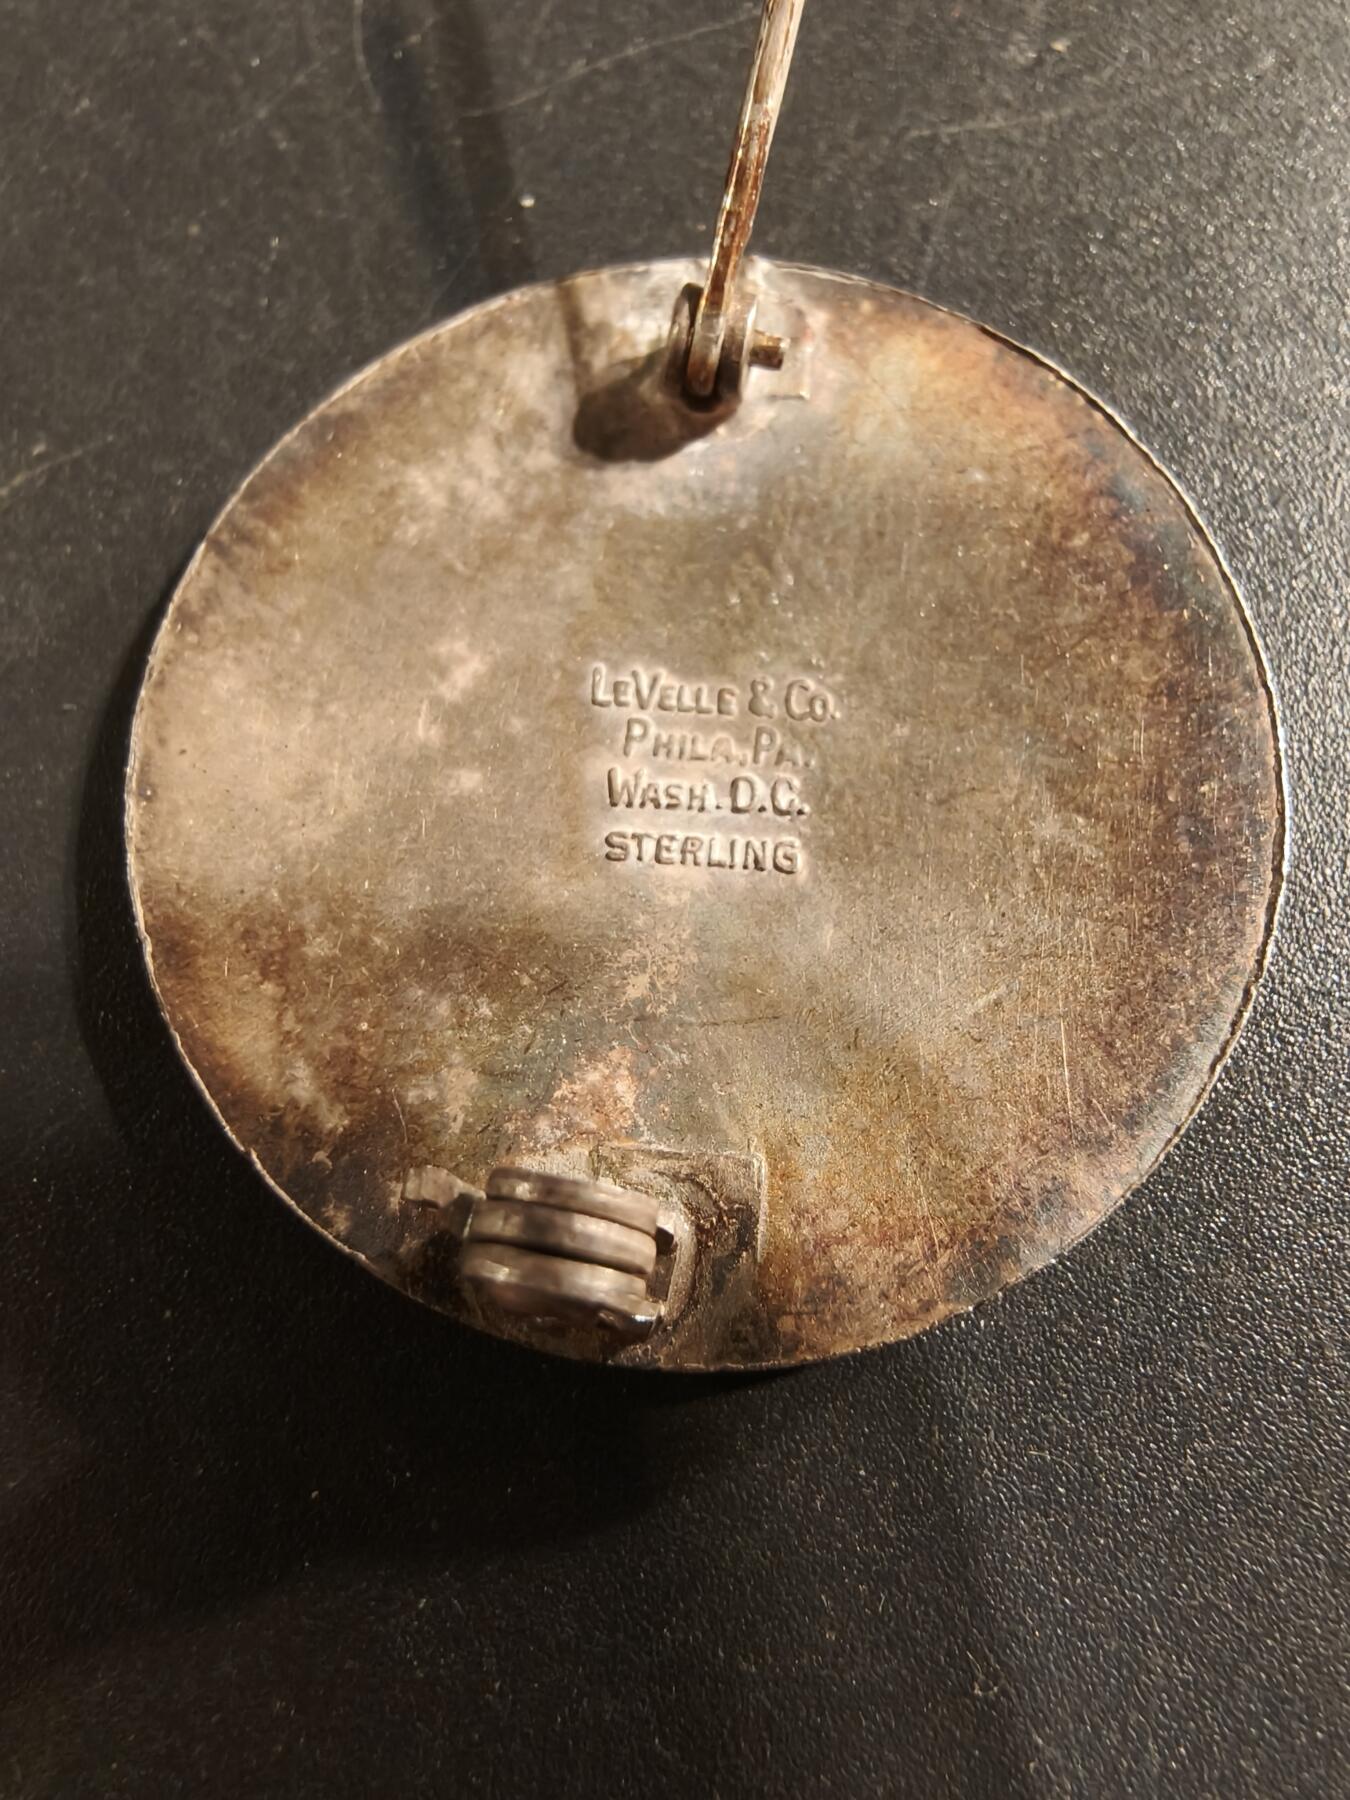 LEVELLE & CO.
PHILA., PA.
WASH. D.C.
STERLING